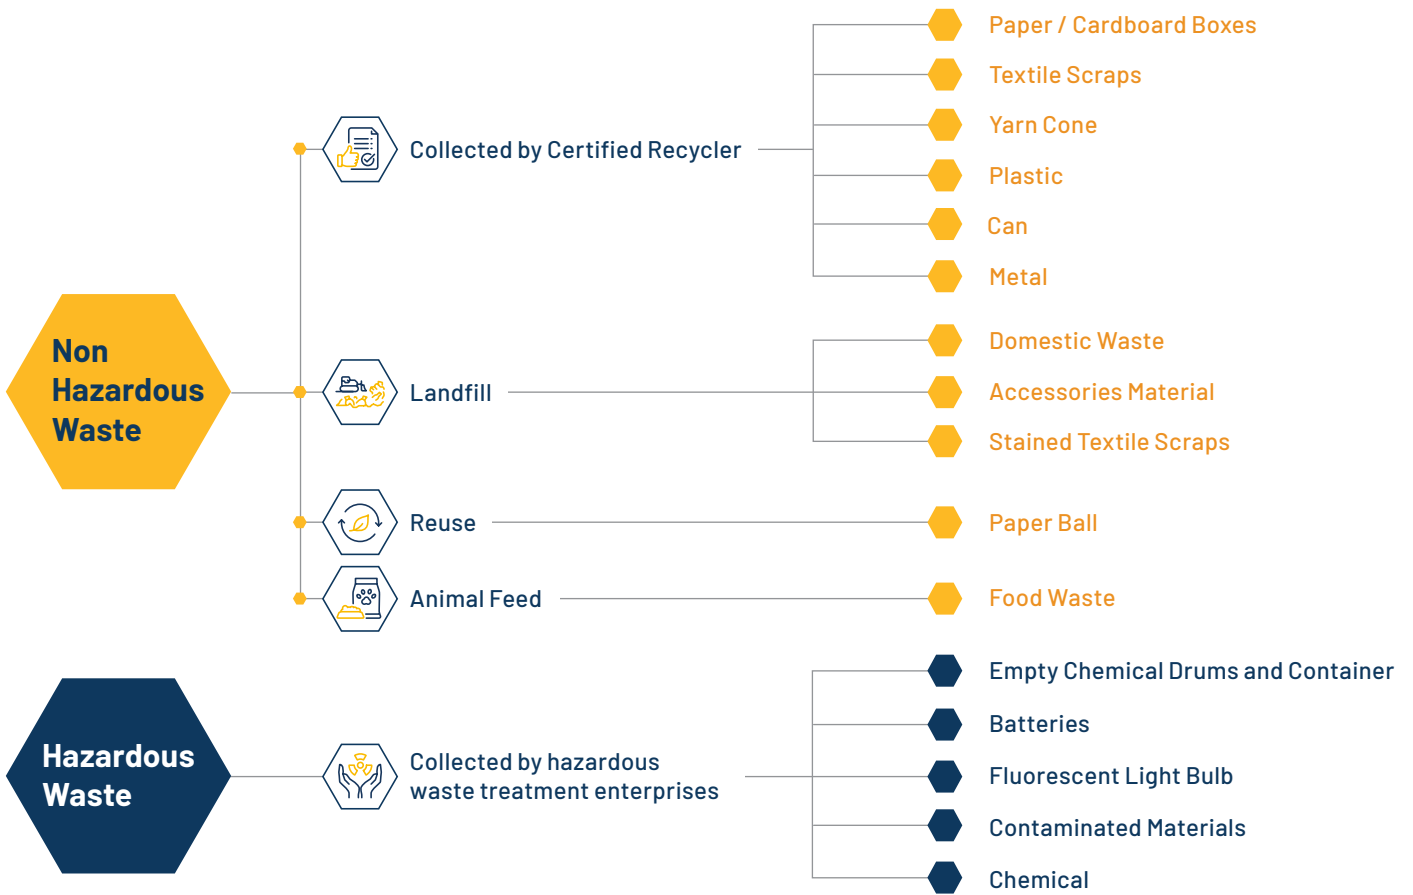 Non
Hazardous
Waste
Collected by Certified Recycler
Paper / Cardboard Boxes
Textile Scraps
Yarn Cone
Plastic
Can
Metal
Landfill
Domestic Waste
Accessories Material
Stained Textile Scraps
Reuse
Paper Ball
Animal Feed
Food Waste
Hazardous
Waste
Collected by hazardous
waste treatment enterprises
Empty Chemical Drums and Container
Batteries
Fluorescent Light Bulb
Contaminated Materials
Chemical